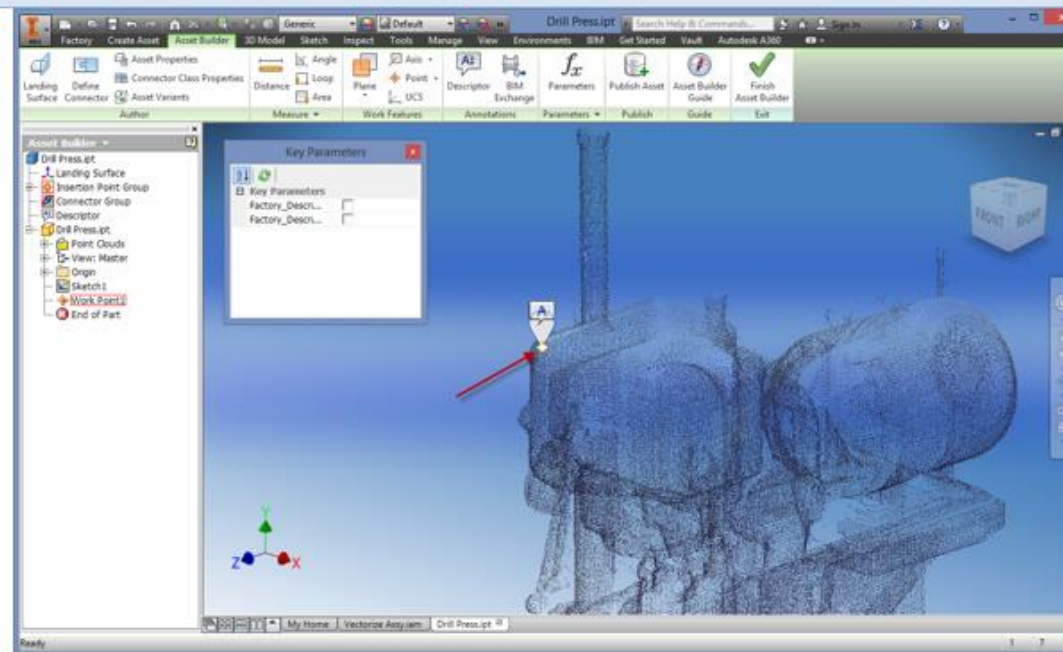 Generic Default Drill Press.ipt Search Help & Commands... Sign In
Factory Create Asset Asset Builder 3D Model Sketch Inspect Tools Manage View Environments BIM Get Started Vault Autodesk A360
Landing Surface
Define Connector
Asset Properties
Connector Class Properties
Asset Variants
Author
Distance
Angle
Loop
Area
Measure
Plane
Axis
Point
UCS
Work Features
Descriptor
BIM Exchange
Annotations
Parameters
Parameters
Publish Asset
Publish
Asset Builder Guide
Guide
Finish Asset Builder
Exit
Asset Builder
Drill Press.ipt
Landing Surface
Insertion Point Group
Connector Group
Descriptor
Drill Press.ipt
Point Clouds
View: Master
Origin
Sketch1
Work Point1
End of Part
Key Parameters
Key Parameters
Factory_Descri...
Factory_Descri...
A
FRONT RIGHT
Y
Z X
My Home Vectorize Assy.iam Drill Press.ipt
Ready 1 7